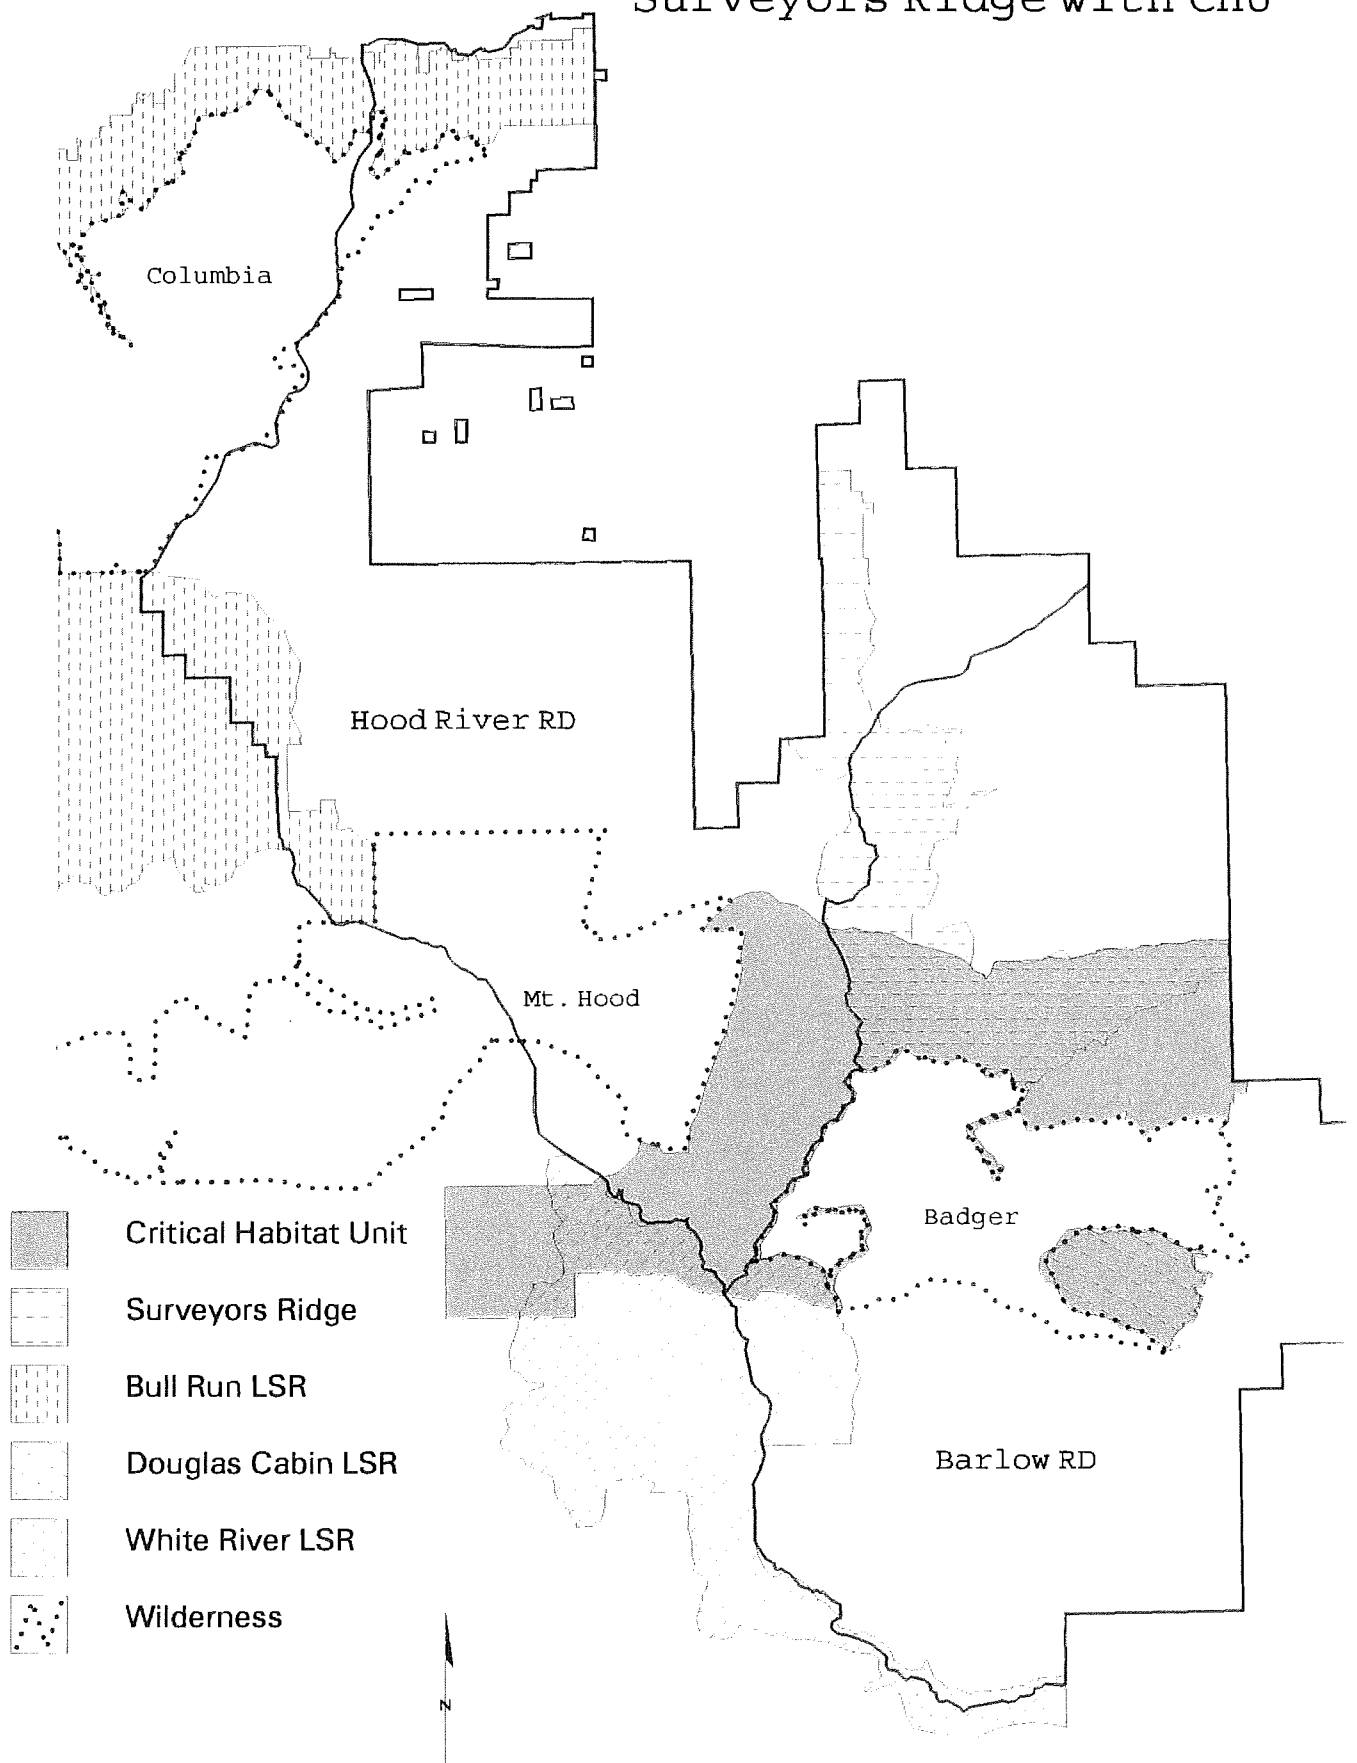 Surveyors Ridge with CHU
Columbia
Hood River RD
Mt. Hood
Badger
Barlow RD
Critical Habitat Unit
Surveyors Ridge
Bull Run LSR
Douglas Cabin LSR
White River LSR
Wilderness
N